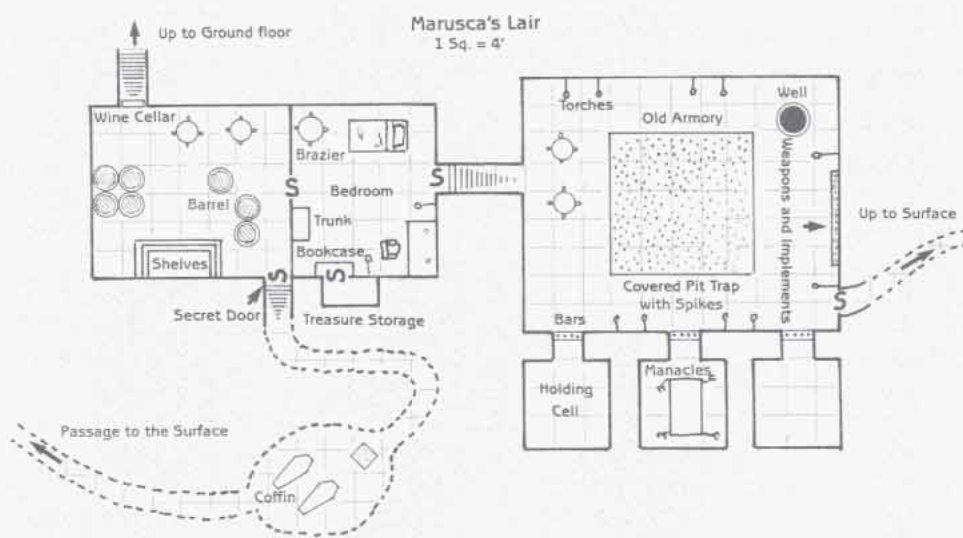 Marusca's Lair
1 Sq. = 4'
Up to Ground floor
Wine Cellar
Torches
Well
Old Armory
Brazier
S
S
Bedroom
Weapons and Implements
Barrel
Trunk
Up to Surface
Bookcase
Shelves
S
S
Covered Pit Trap
with Spikes
S
Secret Door
Treasure Storage
Bars
Manacles
Holding
Cell
Passage to the Surface
Coffin